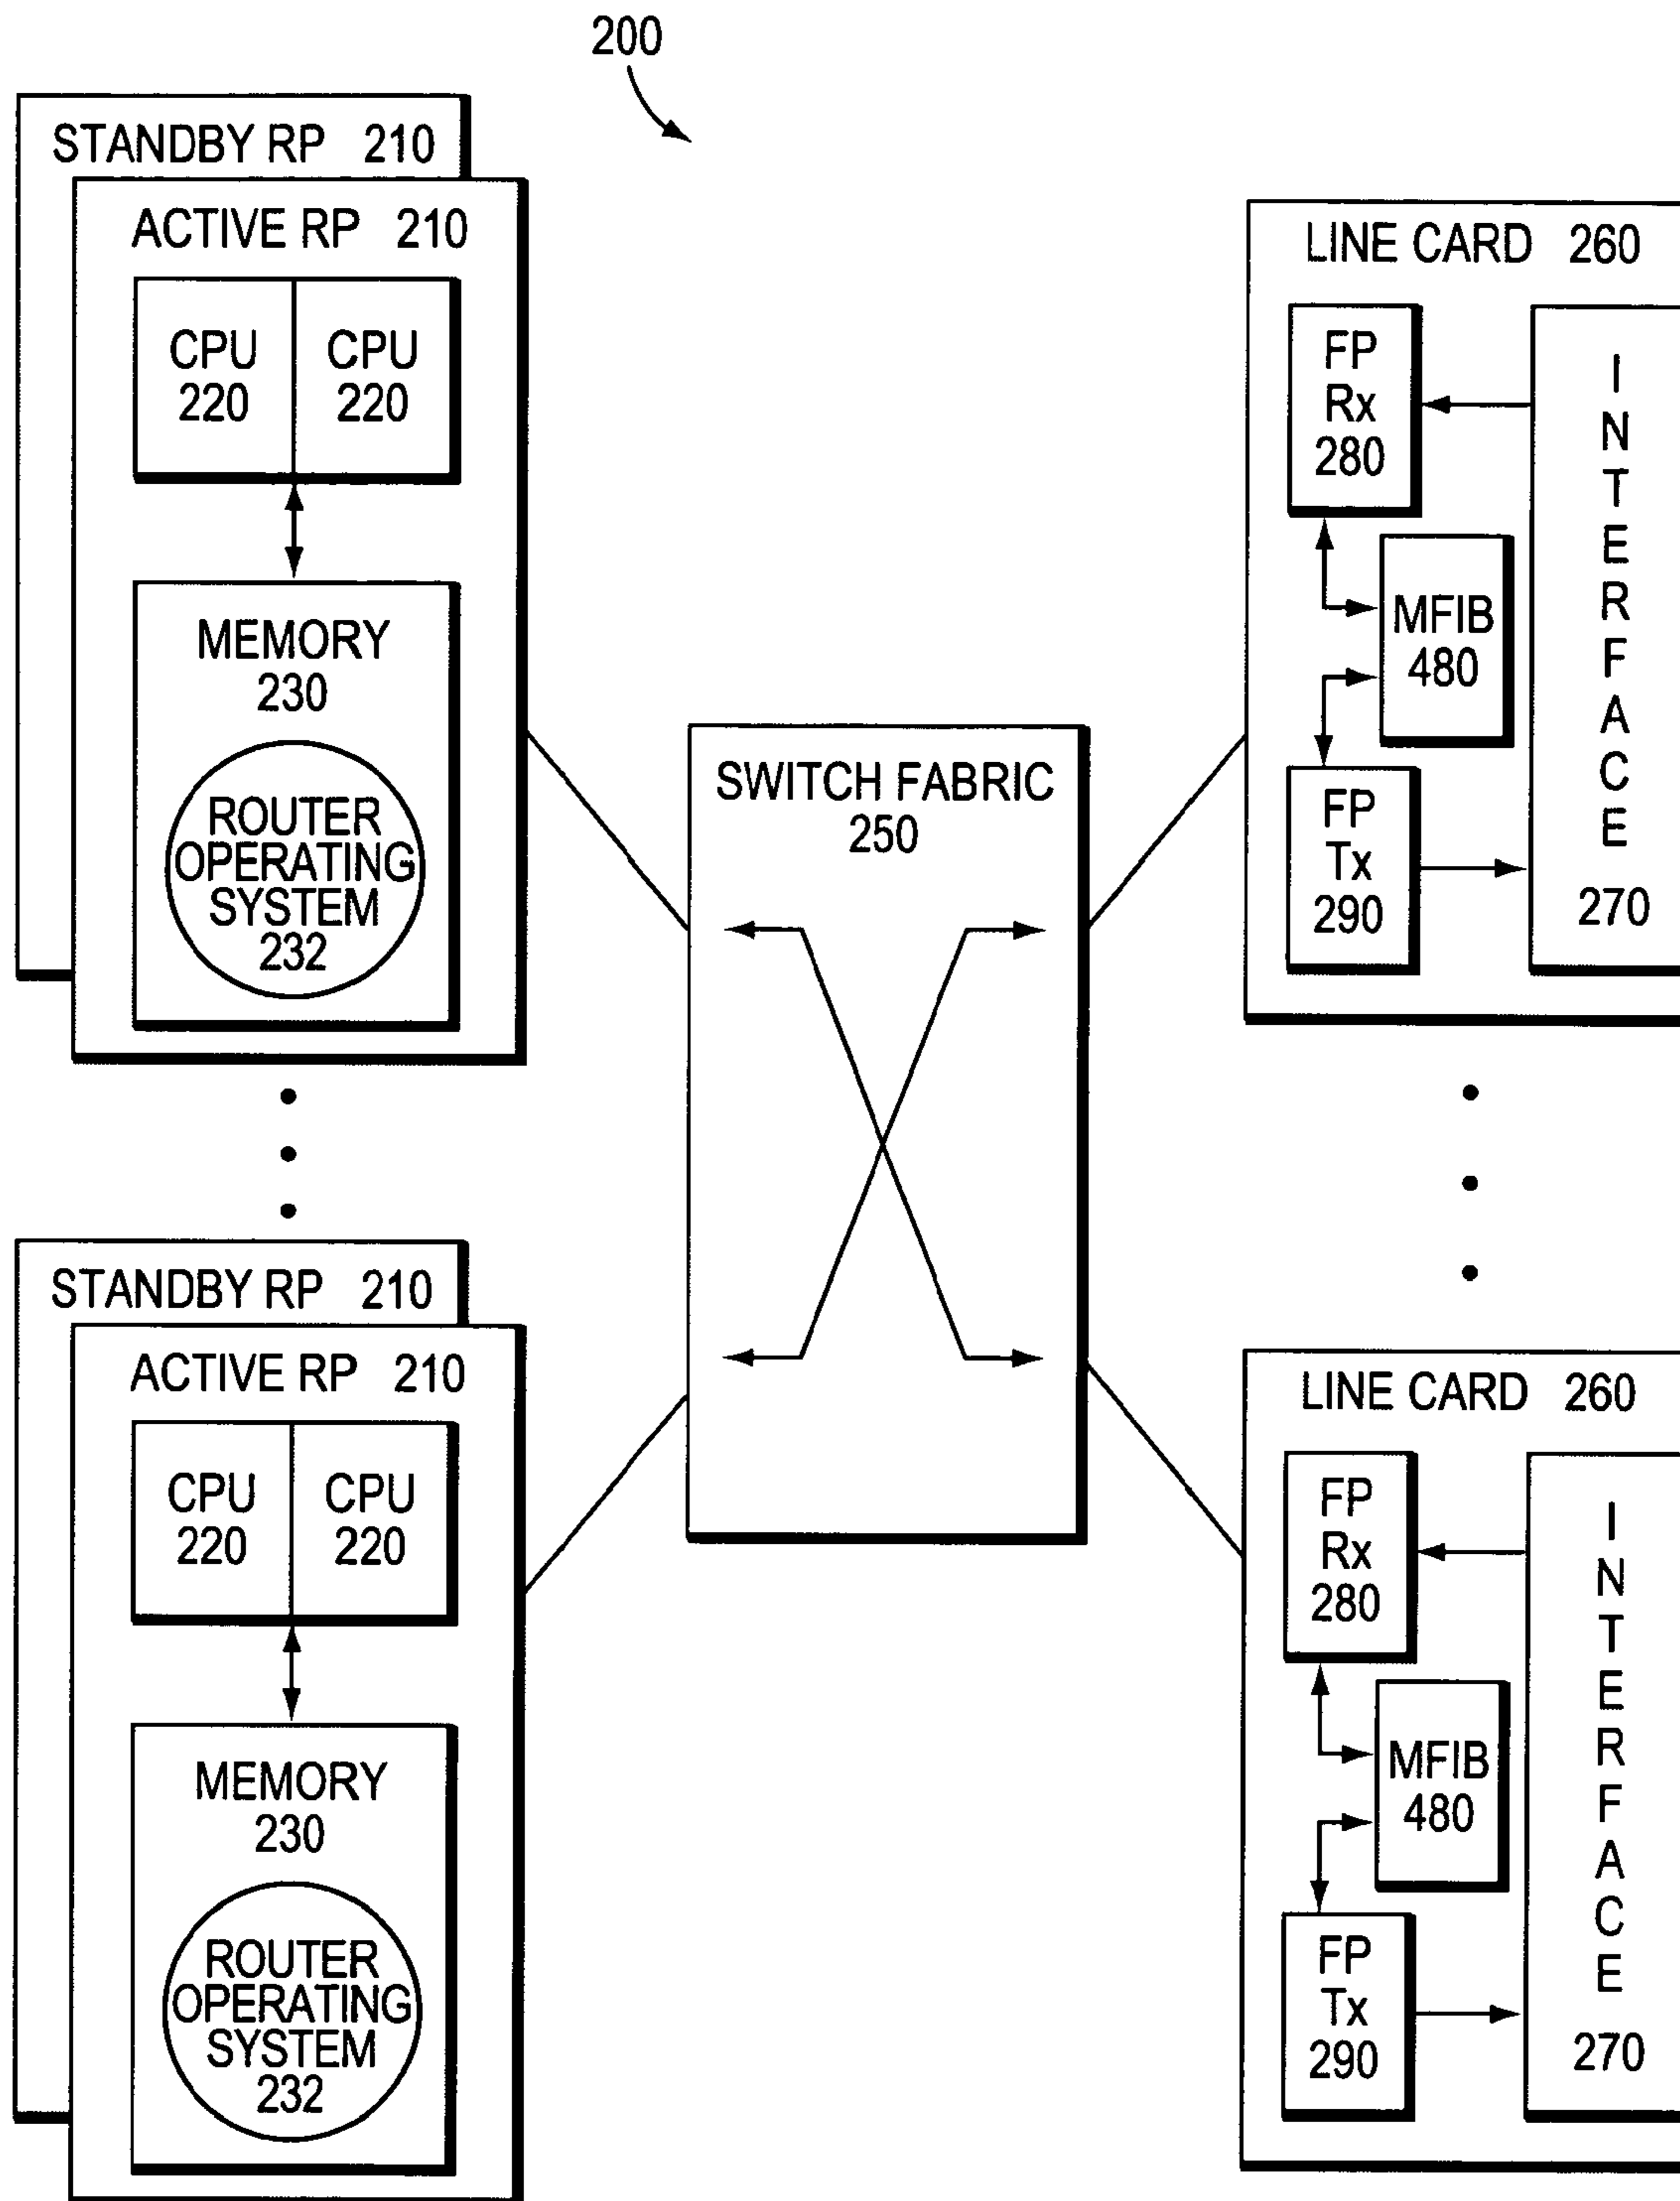 200
STANDBY RP 210
ACTIVE RP 210
CPU
220
CPU
220
MEMORY
230
ROUTER
OPERATING
SYSTEM
232
STANDBY RP 210
ACTIVE RP 210
CPU
220
CPU
220
MEMORY
230
ROUTER
OPERATING
SYSTEM
232
SWITCH FABRIC
250
LINE CARD 260
FP
Rx
280
MFIB
480
FP
Tx
290
INTERFACE
270
LINE CARD 260
FP
Rx
280
MFIB
480
FP
Tx
290
INTERFACE
270